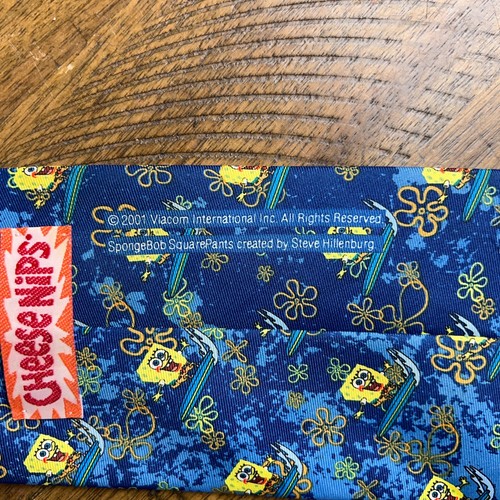 © 2001 Viacom International Inc. All Rights Reserved.
SpongeBob SquarePants created by Steve Hillenburg.
CHEESE NiPS